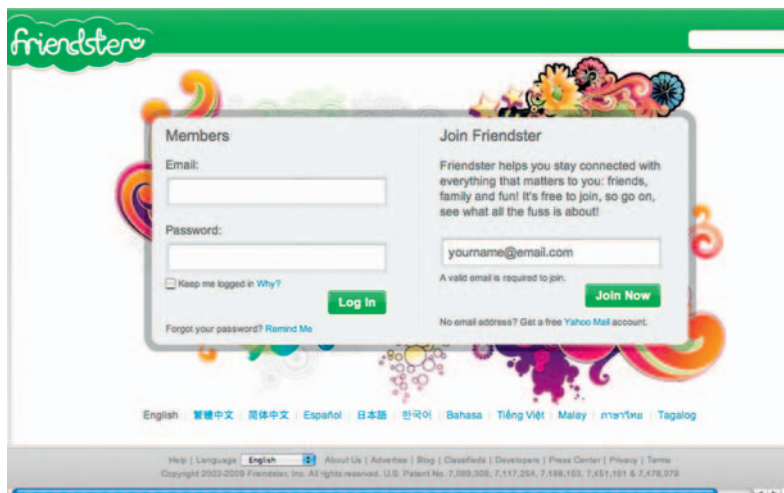 friendster
Members
Email:
Password:
Keep me logged in Why?
Log In
Forgot your password? Remind Me
Join Friendster
Friendster helps you stay connected with
everything that matters to you: friends,
family and fun! It's free to join, so go on,
see what all the fuss is about!
yourname@email.com
A valid email is required to join.
Join Now
No email address? Get a free Yahoo Mail account.
English 繁體中文 简体中文 Español 日本語 한국어 Bahasa Tiếng Việt Malay ภาษาไทย Tagalog
Help | Language English About Us | Advertise | Blog | Classifieds | Developers | Press Center | Privacy | Terms
Copyright 2002-2009 Friendster, Inc. All rights reserved. U.S. Patent No. 7,069,308, 7,117,254, 7,188,153, 7,451,161 & 7,478,078